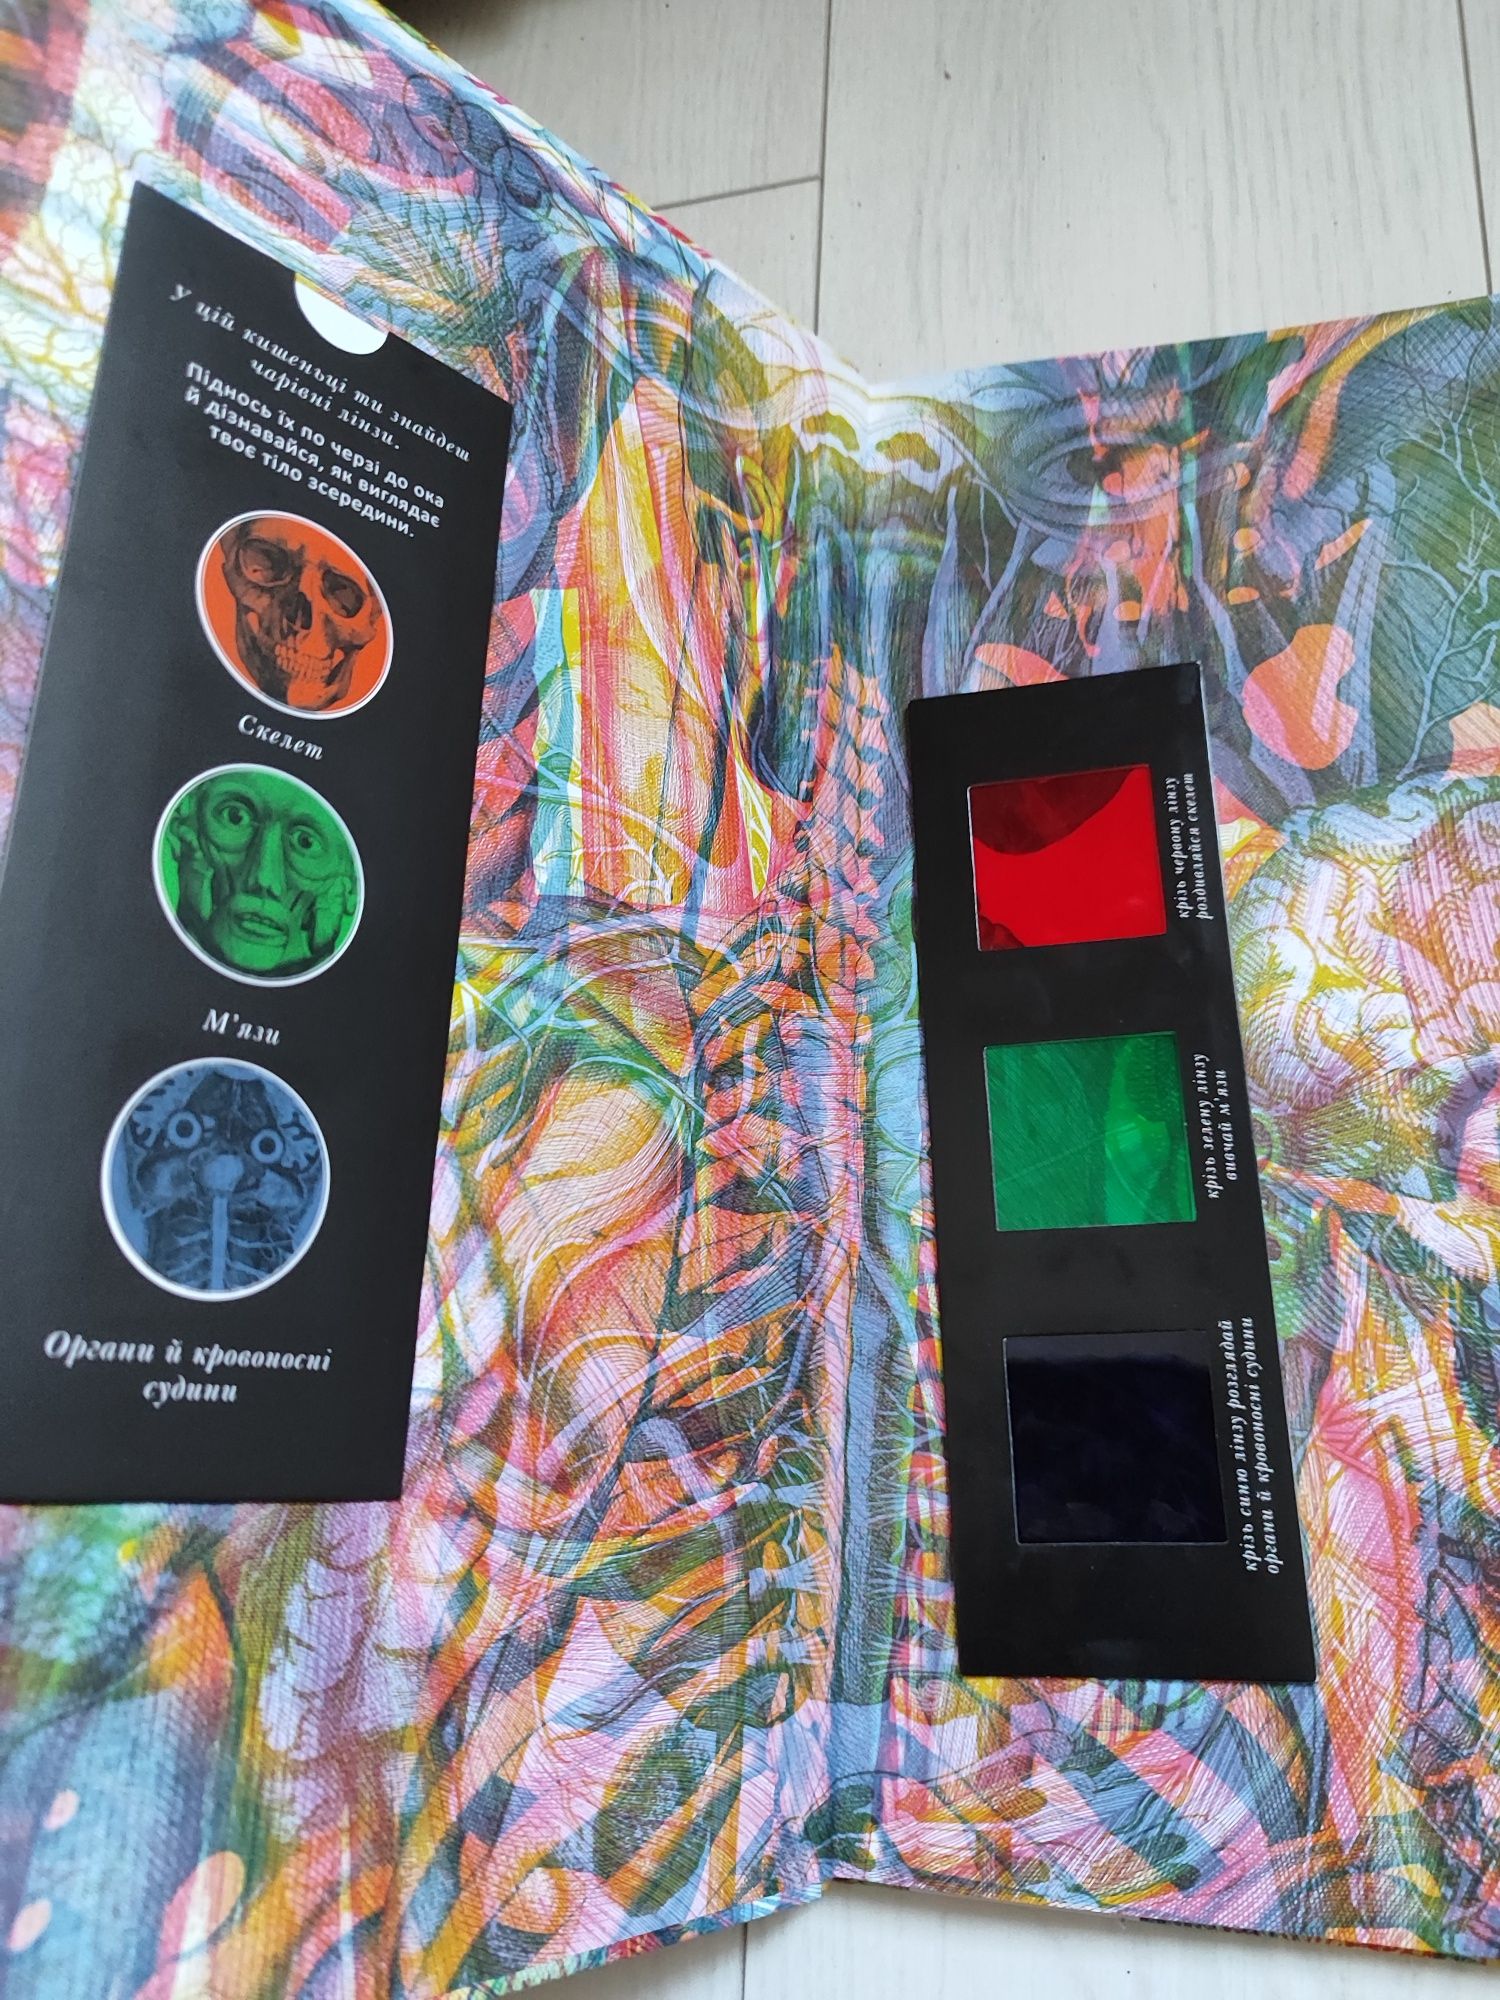 У цій кишеньці ти знайдеш
чарівні лінзи.
Піднось їх по черзі до ока
й дізнавайся, як виглядає
твоє тіло зсередини.
Скелет
М'язи
Органи й кровоносні
судини
крізь червону лінзу
роздивляйся скелет
крізь зелену лінзу
вивчай м'язи
крізь синю лінзу розглядай
органи й кровоносні судини